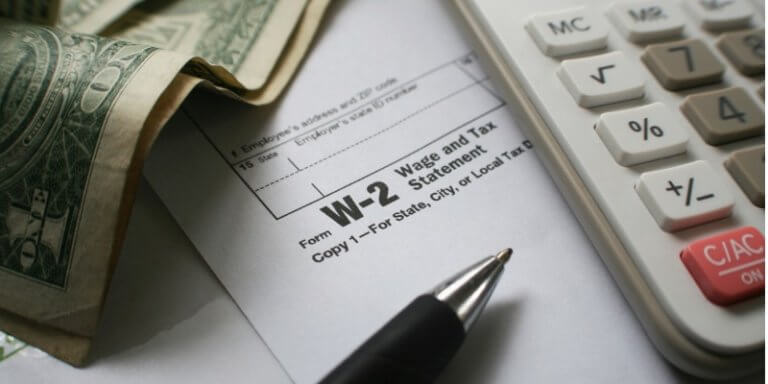 f Employee's address and ZIP code
15 State
Employer's state ID number
Form W-2 Wage and Tax
Statement
Copy 1—For State, City, or Local Tax D
MC
MR
√
7
8
%
4
+/−
C/AC
ON